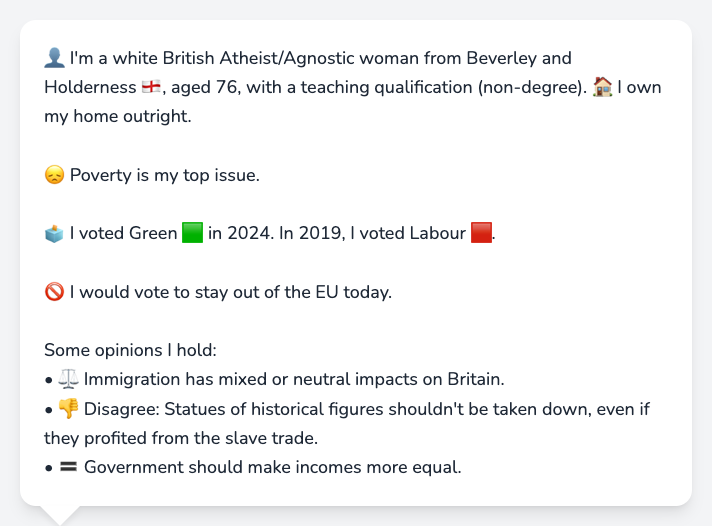 👤 I'm a white British Atheist/Agnostic woman from Beverley and
Holderness 🏴󠁧󠁢󠁥󠁮󠁧󠁿, aged 76, with a teaching qualification (non-degree). 🏠 I own
my home outright.
😞 Poverty is my top issue.
🗳️ I voted Green 🟩 in 2024. In 2019, I voted Labour 🟥.
🚫 I would vote to stay out of the EU today.
Some opinions I hold:
• ⚖️ Immigration has mixed or neutral impacts on Britain.
• 👎 Disagree: Statues of historical figures shouldn't be taken down, even if
they profited from the slave trade.
• 🟰 Government should make incomes more equal.